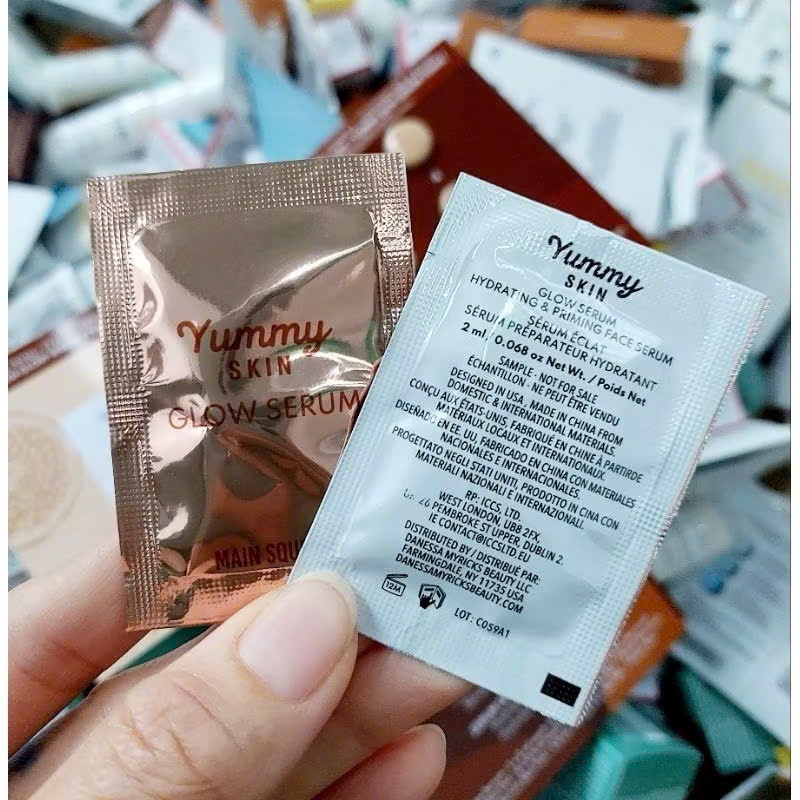 Yummy
SKIN
GLOW SERUM
MAIN
Yummy
SKIN
GLOW SERUM
HYDRATING & PRIMING FACE SERUM
SÉRUM ÉCLAT
SÉRUM PRÉPARATEUR HYDRATANT
2 ml / 0.068 oz Net Wt. / Poids Net
SAMPLE - NOT FOR SALE
ÉCHANTILLON - NE PEUT ÊTRE VENDU
DESIGNED IN USA, MADE IN CHINA FROM
DOMESTIC & INTERNATIONAL MATERIALS.
CONÇU AUX ÉTATS-UNIS, FABRIQUÉ EN CHINE À PARTIRDE
MATÉRIAUX LOCAUX ET INTERNATIONAUX.
DISEÑADO EN EE. UU, FABRICADO EN CHINA CON MATERIALES
NACIONALES E INTERNACIONALES.
PROGETTATO NEGLI STATI UNITI, PRODOTTO IN CINA CON
MATERIALI NAZIONALI E INTERNAZIONALI.
RP: ICCS, LTD.
WEST LONDON, UB8 2FX,
26 PEMBROKE ST UPPER, DUBLIN 2.
IE CONTACT@ICCSLTD.EU
DISTRIBUTED BY / DISTRIBUÉ PAR:
DANESSA MYRICKS BEAUTY LLC
FARMINGDALE, NY 11735 USA
DANESSAMYRICKSBEAUTY.COM
12M
LOT: C059A1